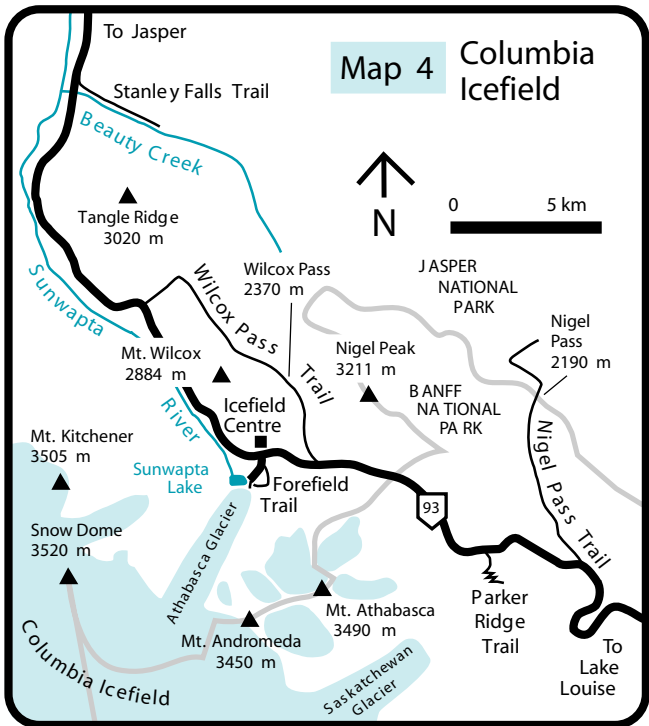 To Jasper
Map 4
Columbia
Icefield
Stanley Falls Trail
Beauty Creek
N
0 5 km
Tangle Ridge
3020 m
Sunwapta
River
Wilcox Pass
2370 m
JASPER
NATIONAL
PARK
Wilcox Pass
Trail
Nigel
Pass
2190 m
Mt. Wilcox
2884 m
Nigel Peak
3211 m
BANFF
NATIONAL
PARK
Icefield
Centre
Nigel Pass Trail
Mt. Kitchener
3505 m
Sunwapta
Lake
Forefield
Trail
93
Snow Dome
3520 m
Athabasca Glacier
Mt. Athabasca
3490 m
Parker
Ridge
Trail
Mt. Andromeda
3450 m
To
Lake
Louise
Columbia Icefield
Saskatchewan
Glacier